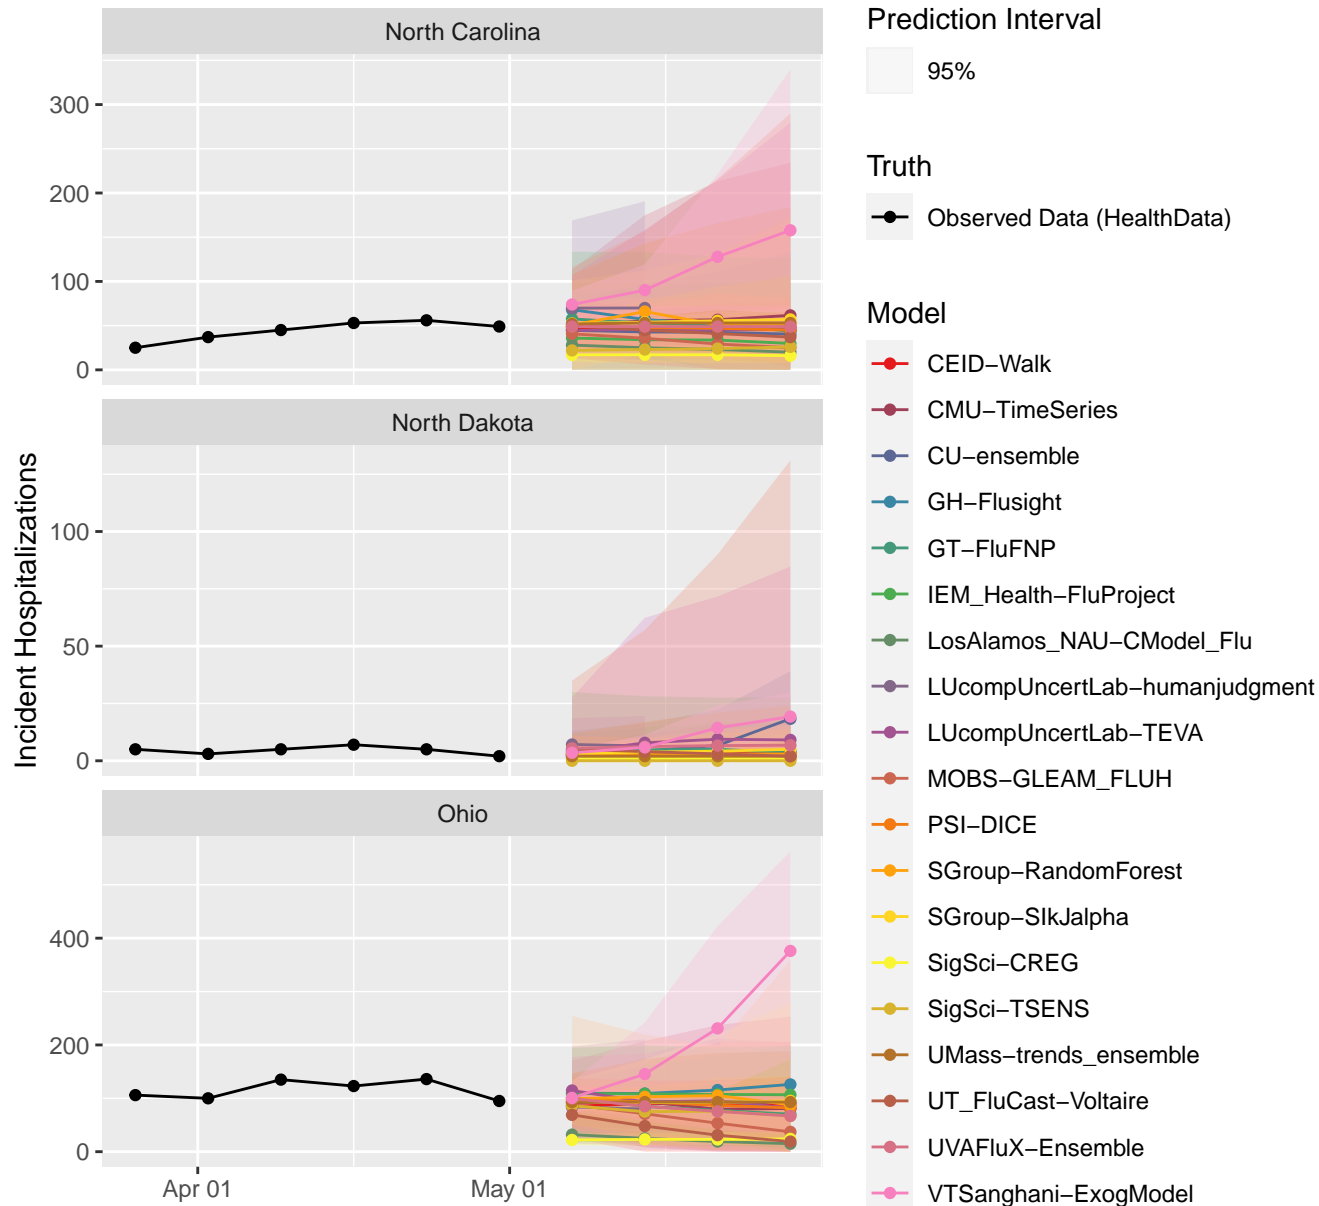 North Carolina
300
200
100
0
North Dakota
100
50
0
Ohio
400
200
0
Apr 01
May 01
Incident Hospitalizations
Prediction Interval
95%
Truth
Observed Data (HealthData)
Model
CEID−Walk
CMU−TimeSeries
CU−ensemble
GH−Flusight
GT−FluFNP
IEM_Health−FluProject
LosAlamos_NAU−CModel_Flu
LUcompUncertLab−humanjudgment
LUcompUncertLab−TEVA
MOBS−GLEAM_FLUH
PSI−DICE
SGroup−RandomForest
SGroup−SIkJalpha
SigSci−CREG
SigSci−TSENS
UMass−trends_ensemble
UT_FluCast−Voltaire
UVAFluX−Ensemble
VTSanghani−ExogModel